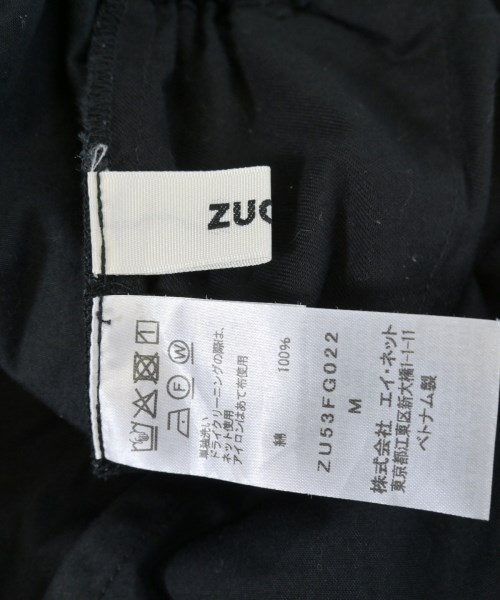 ZUC
単独洗い
ドライクリーニングの際は、
ネット使用
アイロンはあて布使用
綿 100%
ZU53FG022
M
株式会社 エイ・ネット
東京都江東区新大橋1-1-11
ベトナム製